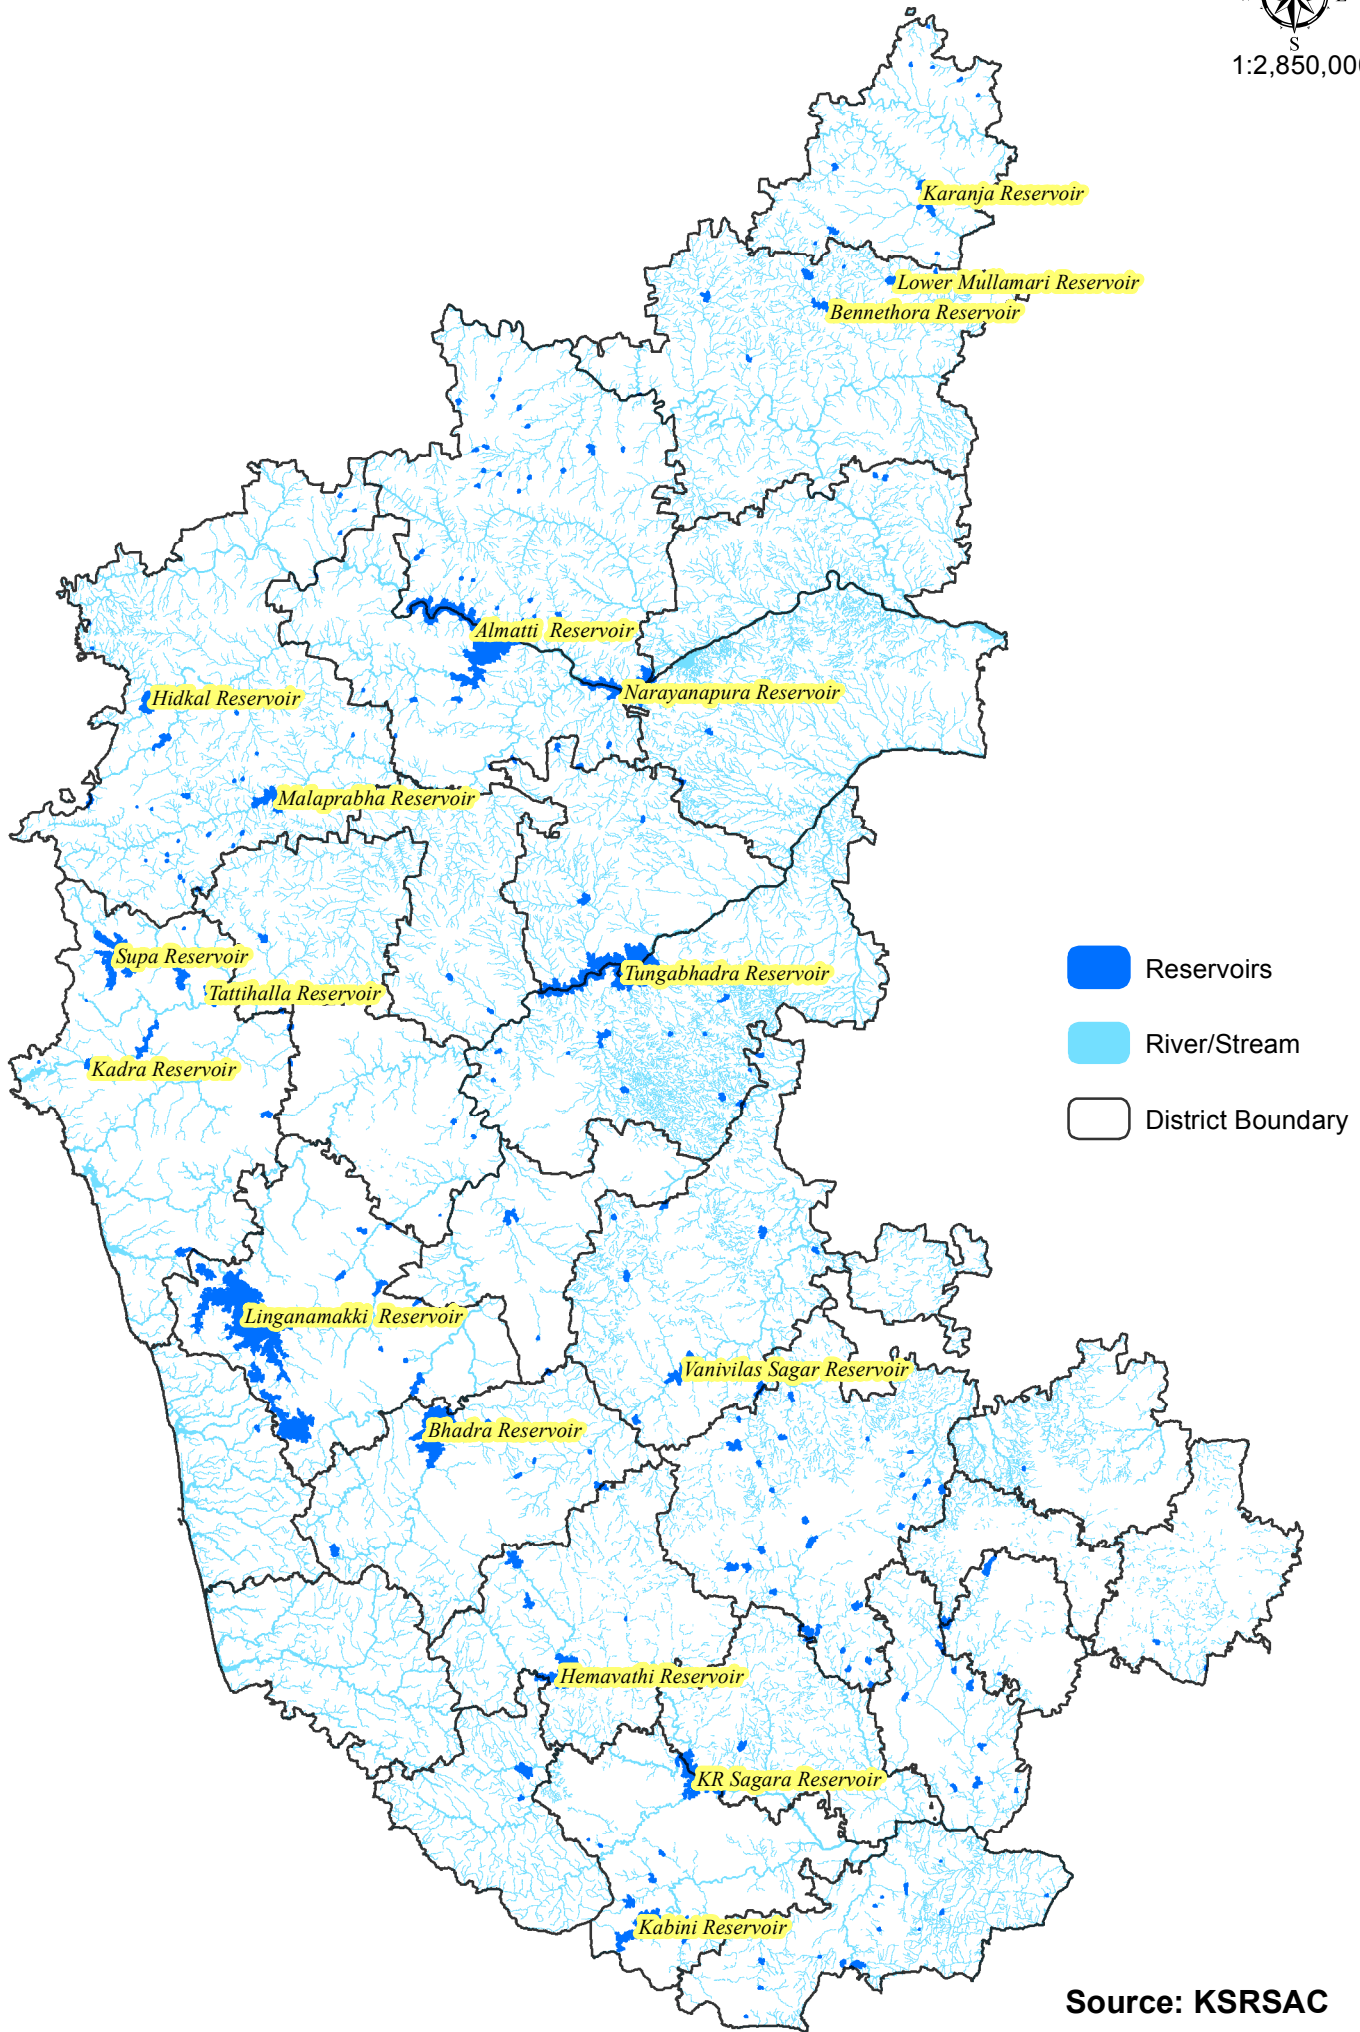 S
1:2,850,000
Karanja Reservoir
Lower Mullamari Reservoir
Bennethora Reservoir
Almatti Reservoir
Narayanapura Reservoir
Hidkal Reservoir
Malaprabha Reservoir
Supa Reservoir
Tattihalla Reservoir
Tungabhadra Reservoir
Kadra Reservoir
Reservoirs
River/Stream
District Boundary
Linganamakki Reservoir
Vanivilas Sagar Reservoir
Bhadra Reservoir
Hemavathi Reservoir
KR Sagara Reservoir
Kabini Reservoir
Source: KSRSAC